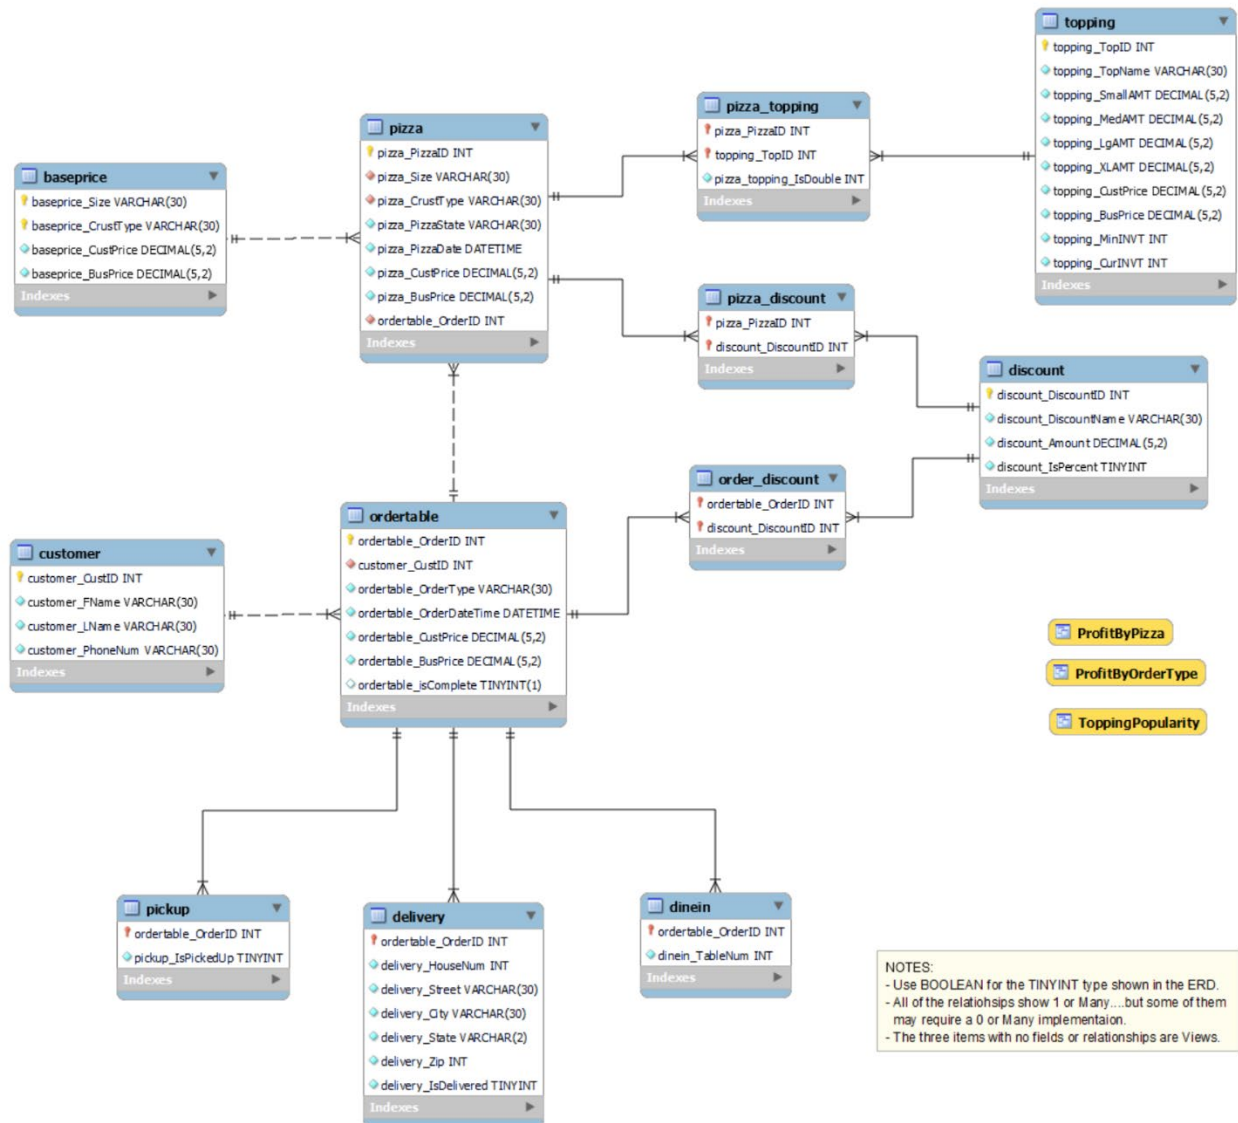 topping
topping_TopID INT
topping_TopName VARCHAR(30)
topping_SmallAMT DECIMAL(5,2)
topping_MedAMT DECIMAL(5,2)
topping_LgAMT DECIMAL(5,2)
topping_XLAMT DECIMAL(5,2)
topping_CustPrice DECIMAL(5,2)
topping_BusPrice DECIMAL(5,2)
topping_MinINVT INT
topping_CurINVT INT
Indexes
pizza_topping
pizza_PizzaID INT
topping_TopID INT
pizza_topping_IsDouble INT
Indexes
pizza
pizza_PizzaID INT
pizza_Size VARCHAR(30)
pizza_CrustType VARCHAR(30)
pizza_PizzaState VARCHAR(30)
pizza_PizzaDate DATETIME
pizza_CustPrice DECIMAL(5,2)
pizza_BusPrice DECIMAL(5,2)
ordertable_OrderID INT
Indexes
baseprice
baseprice_Size VARCHAR(30)
baseprice_CrustType VARCHAR(30)
baseprice_CustPrice DECIMAL(5,2)
baseprice_BusPrice DECIMAL(5,2)
Indexes
pizza_discount
pizza_PizzaID INT
discount_DiscountID INT
Indexes
discount
discount_DiscountID INT
discount_DiscountName VARCHAR(30)
discount_Amount DECIMAL(5,2)
discount_IsPercent TINYINT
Indexes
order_discount
ordertable_OrderID INT
discount_DiscountID INT
Indexes
ordertable
ordertable_OrderID INT
customer_CustID INT
ordertable_OrderType VARCHAR(30)
ordertable_OrderDateTime DATETIME
ordertable_CustPrice DECIMAL(5,2)
ordertable_BusPrice DECIMAL(5,2)
ordertable_isComplete TINYINT(1)
Indexes
customer
customer_CustID INT
customer_FName VARCHAR(30)
customer_LName VARCHAR(30)
customer_PhoneNum VARCHAR(30)
Indexes
ProfitByPizza
ProfitByOrderType
ToppingPopularity
pickup
ordertable_OrderID INT
pickup_IsPickedUp TINYINT
Indexes
delivery
ordertable_OrderID INT
delivery_HouseNum INT
delivery_Street VARCHAR(30)
delivery_City VARCHAR(30)
delivery_State VARCHAR(2)
delivery_Zip INT
delivery_IsDelivered TINYINT
Indexes
dinein
ordertable_OrderID INT
dinein_TableNum INT
Indexes
NOTES:
- Use BOOLEAN for the TINYINT type shown in the ERD.
- All of the relatiohsips show 1 or Many....but some of them
may require a 0 or Many implementaion.
- The three items with no fields or relationships are Views.